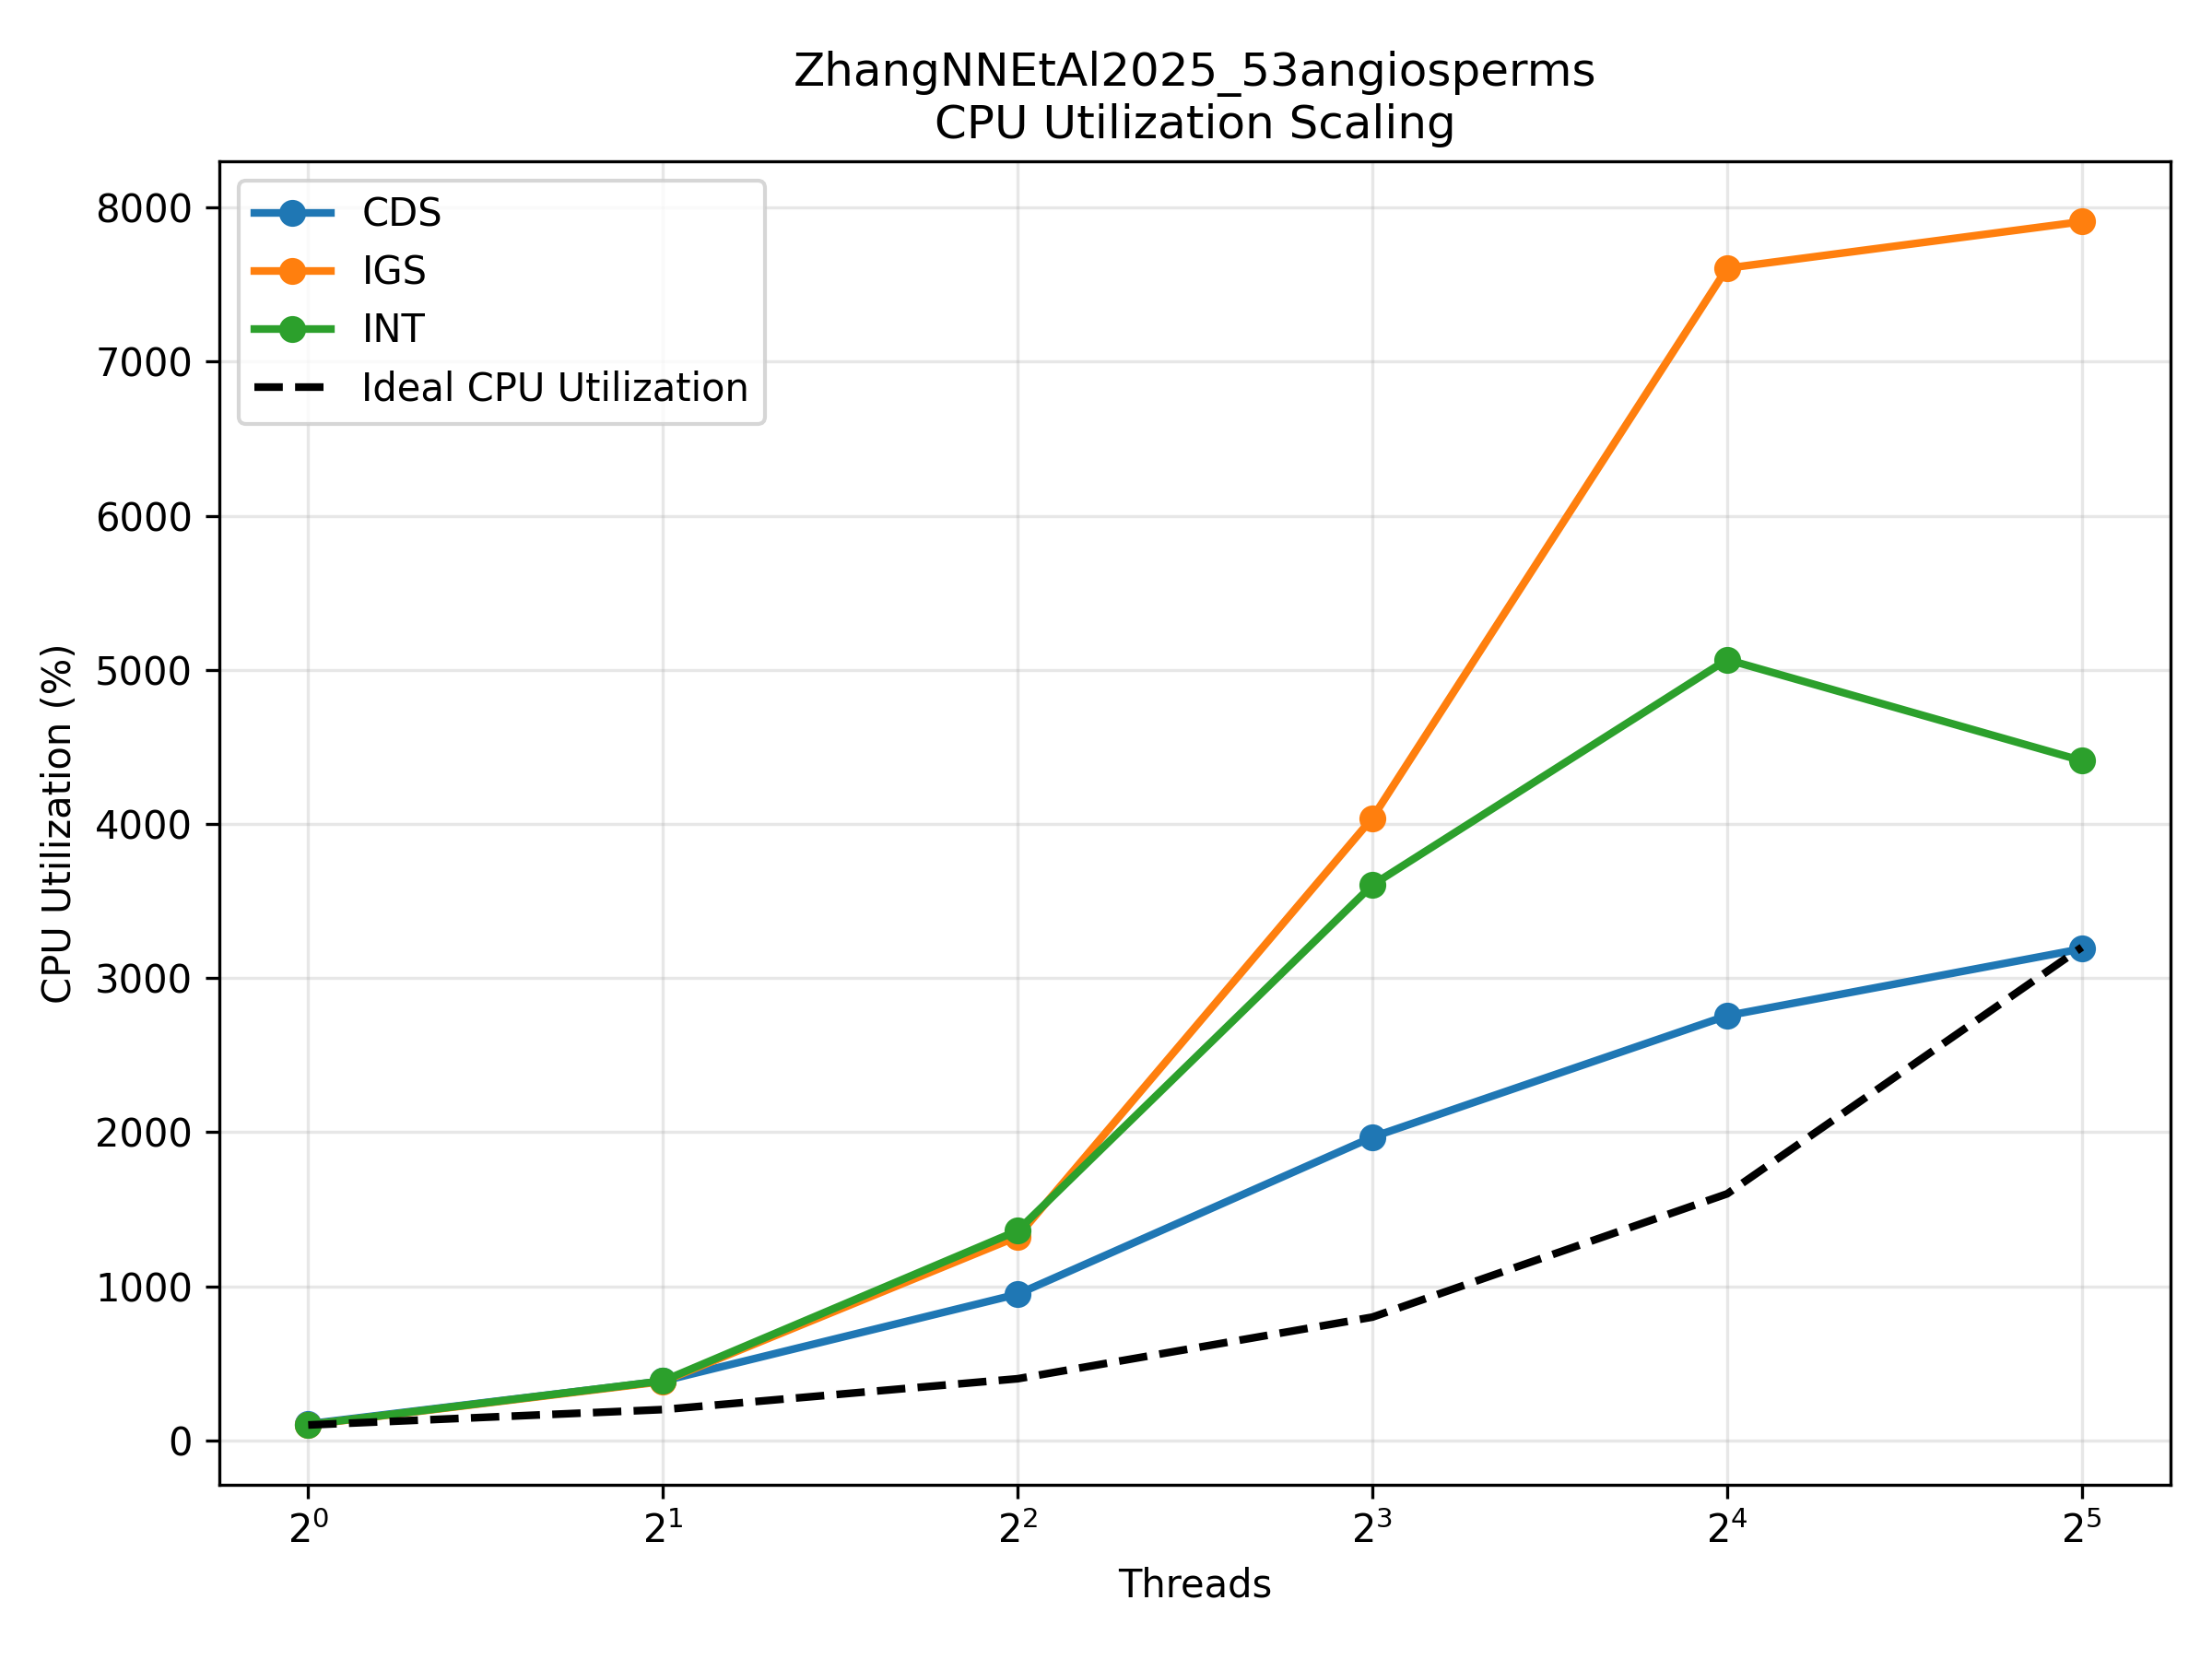 ZhangNNEtAl2025_53angiosperms
CPU Utilization Scaling
CDS
IGS
INT
Ideal CPU Utilization
CPU Utilization (%)
8000
7000
6000
5000
4000
3000
2000
1000
0
2⁰ 2¹ 2² 2³ 2⁴ 2⁵
Threads